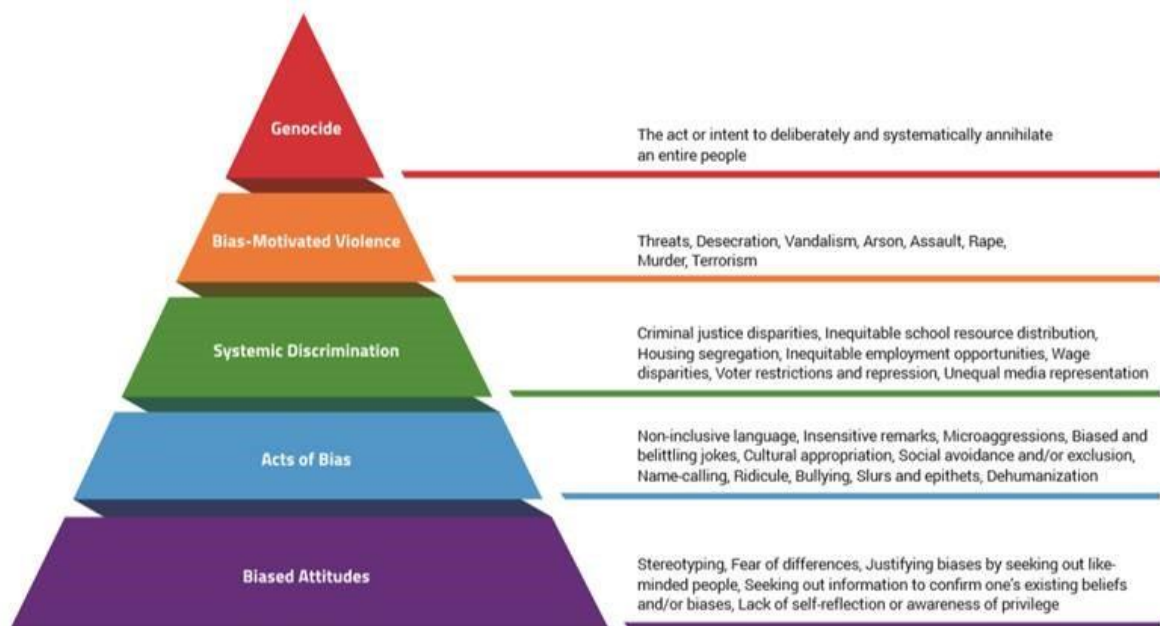 Genocide
The act or intent to deliberately and systematically annihilate
an entire people
Bias-Motivated Violence
Threats, Desecration, Vandalism, Arson, Assault, Rape,
Murder, Terrorism
Systemic Discrimination
Criminal justice disparities, Inequitable school resource distribution,
Housing segregation, Inequitable employment opportunities, Wage
disparities, Voter restrictions and repression, Unequal media representation
Acts of Bias
Non-inclusive language, Insensitive remarks, Microaggressions, Biased and
belittling jokes, Cultural appropriation, Social avoidance and/or exclusion,
Name-calling, Ridicule, Bullying, Slurs and epithets, Dehumanization
Biased Attitudes
Stereotyping, Fear of differences, Justifying biases by seeking out like-
minded people, Seeking out information to confirm one's existing beliefs
and/or biases, Lack of self-reflection or awareness of privilege